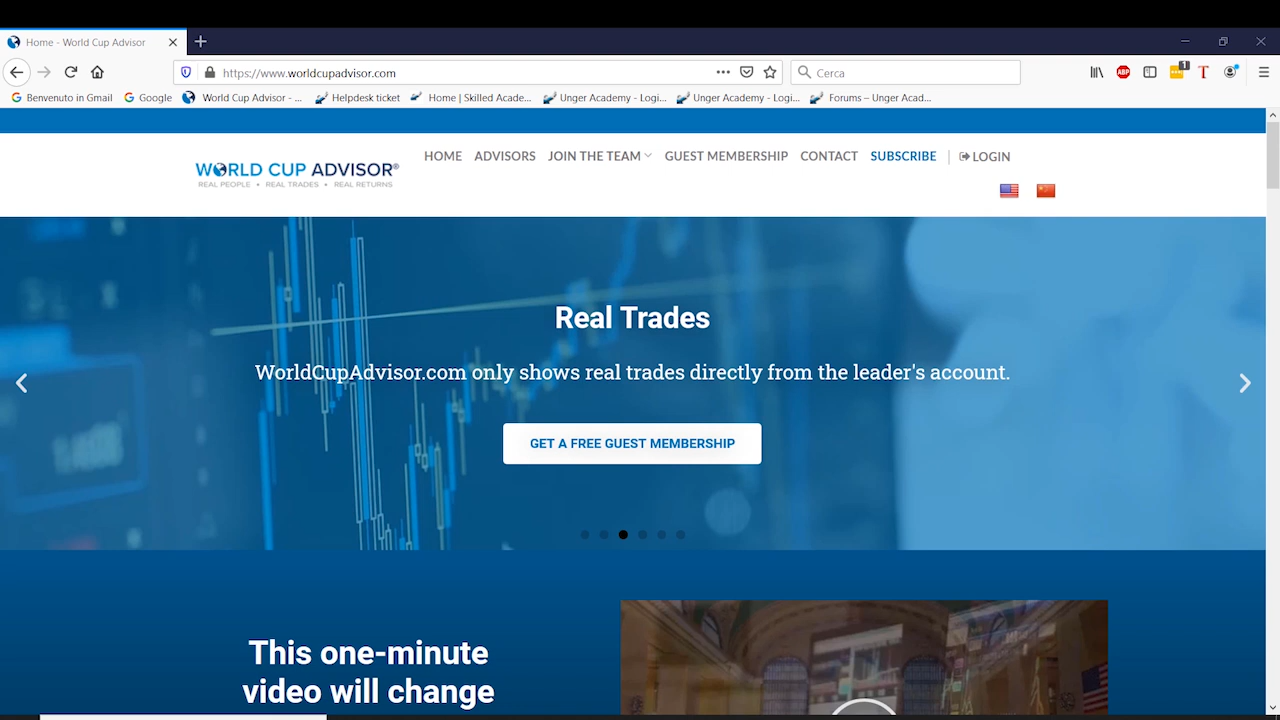 Home - World Cup Advisor
https://www.worldcupadvisor.com
Cerca
1
ABP
T
Benvenuto in Gmail
Google
World Cup Advisor - ...
Helpdesk ticket
Home | Skilled Acade...
Unger Academy - Logi...
Unger Academy - Logi...
Forums – Unger Acad...
WORLD CUP ADVISOR®
REAL PEOPLE • REAL TRADES • REAL RETURNS
HOME
ADVISORS
JOIN THE TEAM
GUEST MEMBERSHIP
CONTACT
SUBSCRIBE
LOGIN
Real Trades
WorldCupAdvisor.com only shows real trades directly from the leader's account.
GET A FREE GUEST MEMBERSHIP
This one-minute
video will change